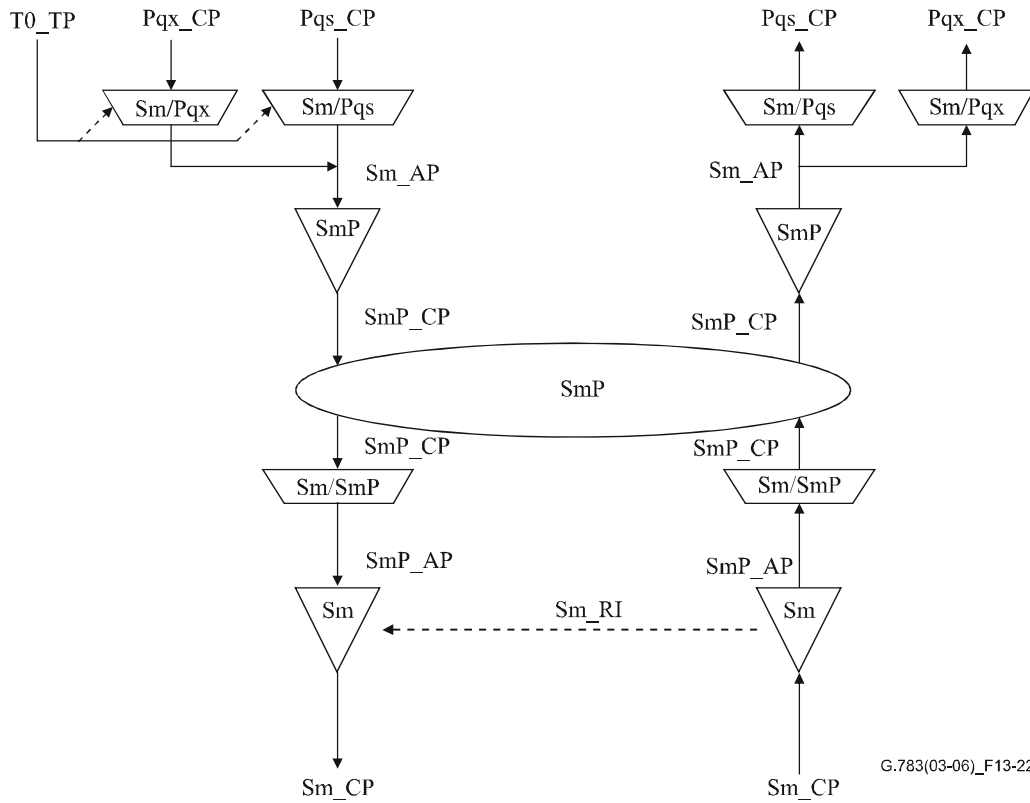 T0_TP Pqx_CP Pqs_CP Pqs_CP Pqx_CP
Sm/Pqx Sm/Pqs Sm/Pqs Sm/Pqx
Sm_AP Sm_AP
SmP SmP
SmP_CP SmP_CP
SmP
SmP_CP SmP_CP
Sm/SmP Sm/SmP
SmP_AP SmP_AP
Sm Sm_RI Sm
Sm_CP Sm_CP
G.783(03-06)_F13-22